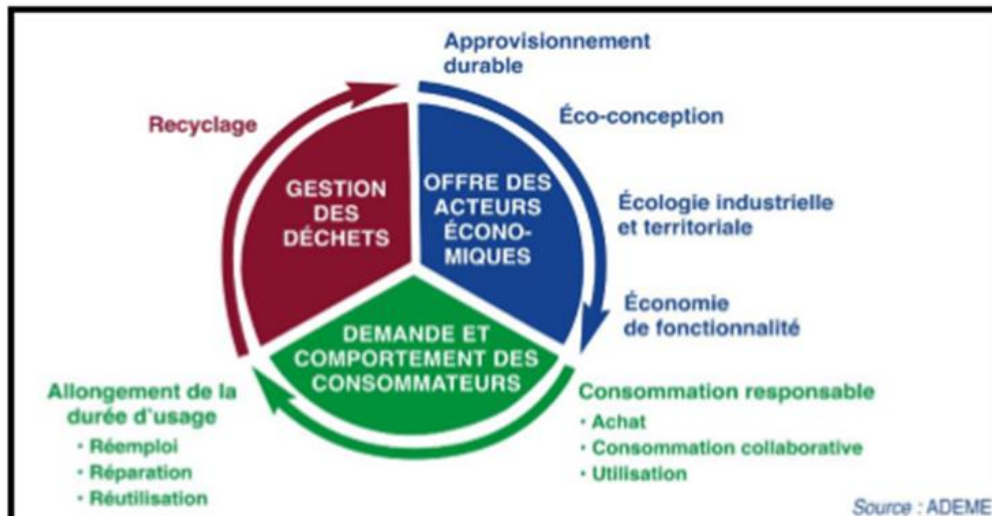 Approvisionnement
durable
Éco-conception
Écologie industrielle
et territoriale
Économie
de fonctionnalité
OFFRE DES
ACTEURS
ÉCONO-
MIQUES
Consommation responsable
• Achat
• Consommation collaborative
• Utilisation
DEMANDE ET
COMPORTEMENT DES
CONSOMMATEURS
Allongement de la
durée d'usage
• Réemploi
• Réparation
• Réutilisation
Recyclage
GESTION
DES
DÉCHETS
Source : ADEME